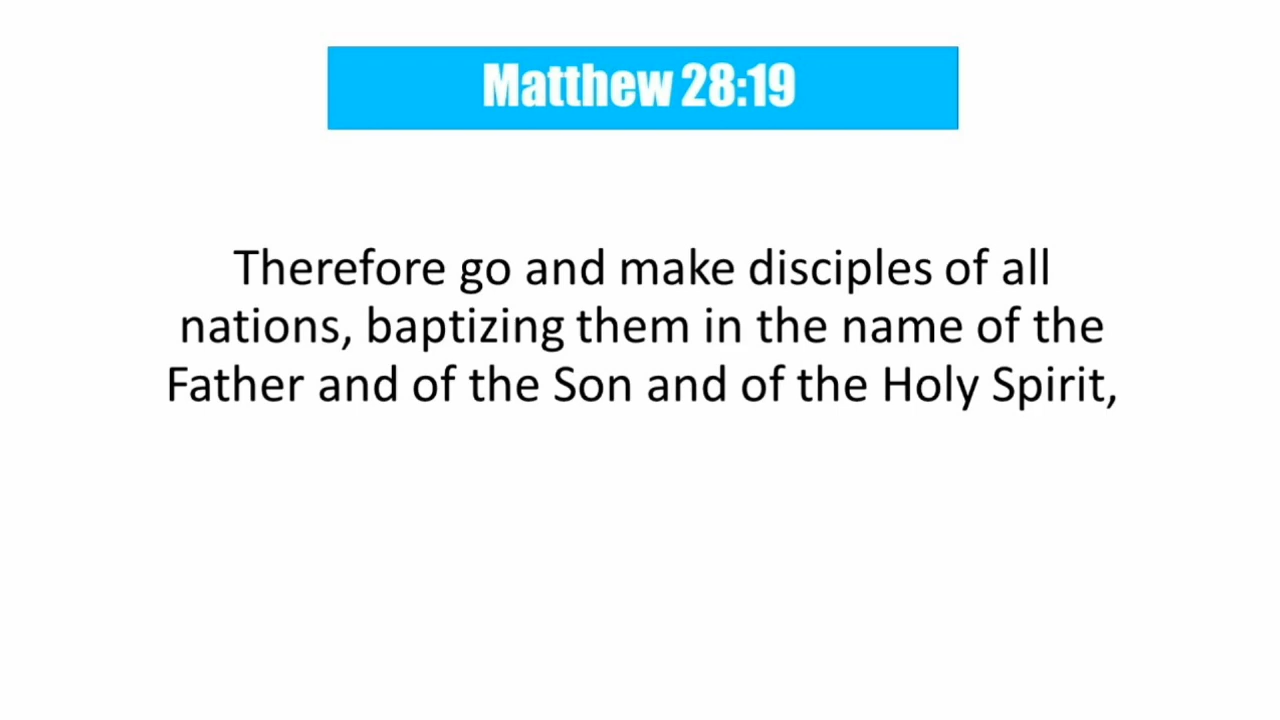 Matthew 28:19
Therefore go and make disciples of all
nations, baptizing them in the name of the
Father and of the Son and of the Holy Spirit,